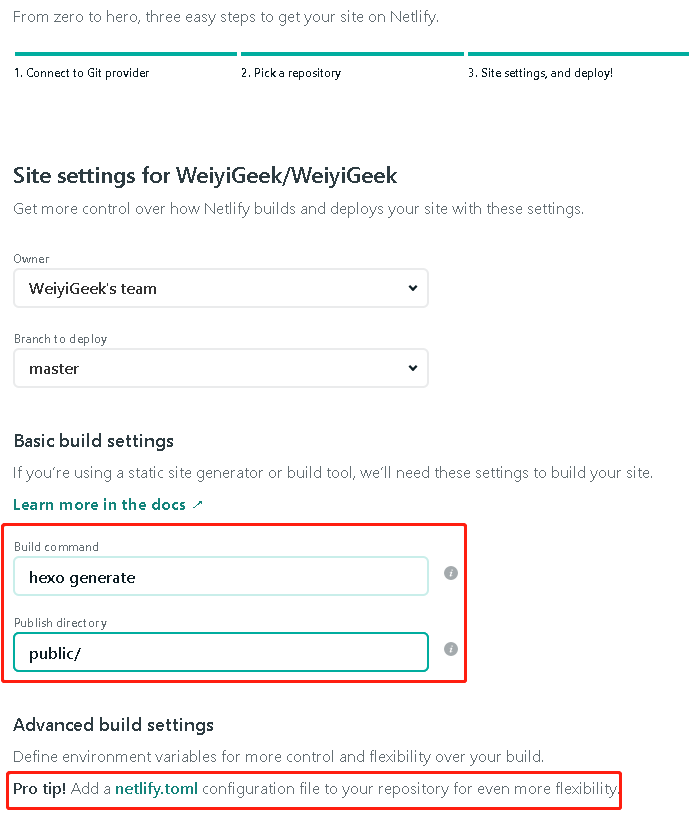 From zero to hero, three easy steps to get your site on Netlify.
1. Connect to Git provider
2. Pick a repository
3. Site settings, and deploy!
Site settings for WeiyiGeek/WeiyiGeek
Get more control over how Netlify builds and deploys your site with these settings.
Owner
WeiyiGeek's team
Branch to deploy
master
Basic build settings
If you're using a static site generator or build tool, we'll need these settings to build your site.
Learn more in the docs ↗
Build command
hexo generate
i
Publish directory
public/
i
Advanced build settings
Define environment variables for more control and flexibility over your build.
Pro tip! Add a netlify.toml configuration file to your repository for even more flexibility.